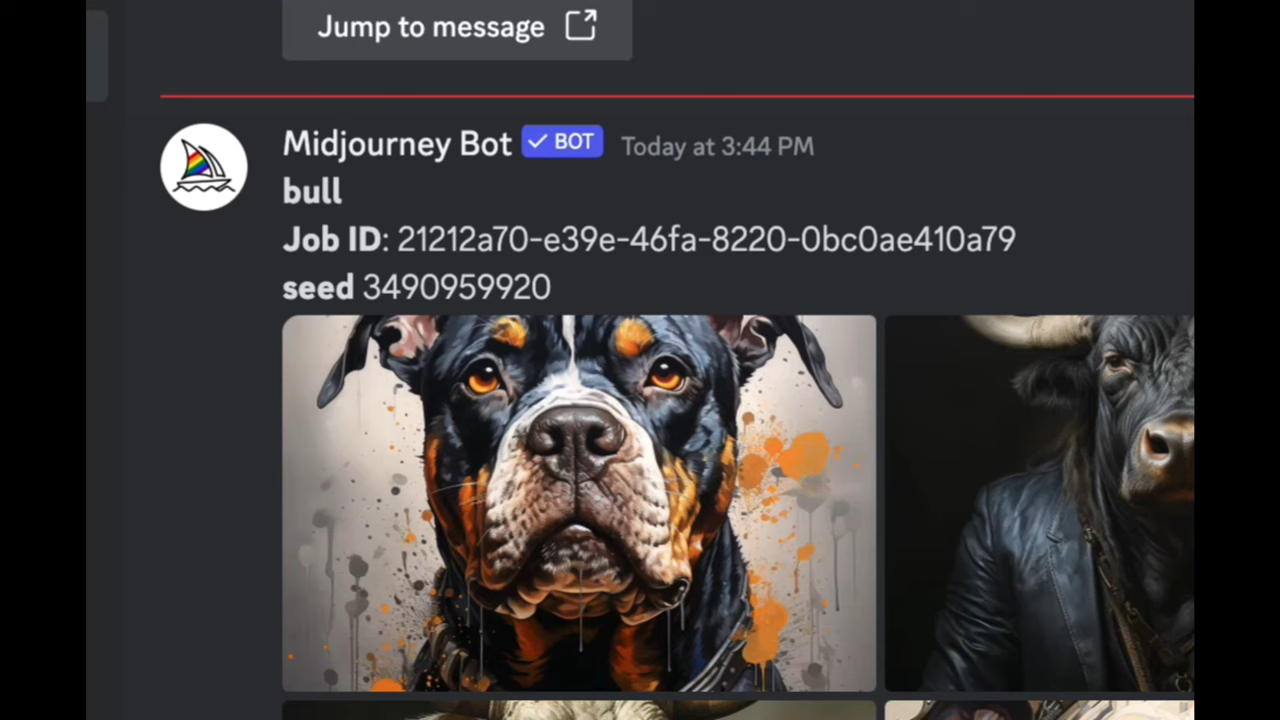 Jump to message
Midjourney Bot BOT Today at 3:44 PM
bull
Job ID: 21212a70-e39e-46fa-8220-0bc0ae410a79
seed 3490959920